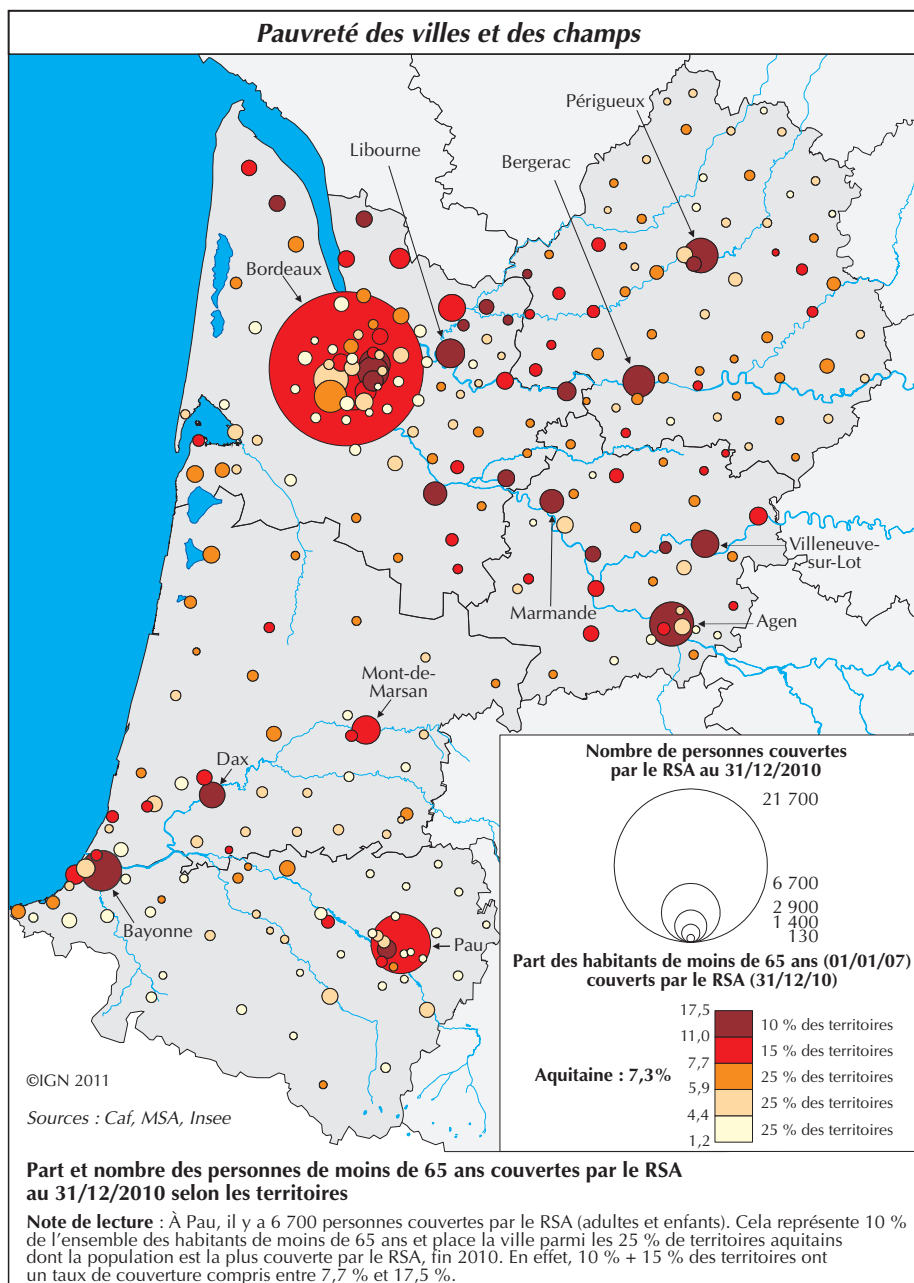 Pauvreté des villes et des champs
Périgueux
Libourne
Bergerac
Bordeaux
Villeneuve-
sur-Lot
Marmande
Agen
Mont-de-
Marsan
Dax
Bayonne
Pau
Nombre de personnes couvertes
par le RSA au 31/12/2010
21 700
6 700
2 900
1 400
130
Part des habitants de moins de 65 ans (01/01/07)
couverts par le RSA (31/12/10)
17,5
10 % des territoires
11,0
15 % des territoires
7,7
Aquitaine : 7,3%
25 % des territoires
5,9
25 % des territoires
4,4
25 % des territoires
1,2
©IGN 2011
Sources : Caf, MSA, Insee
Part et nombre des personnes de moins de 65 ans couvertes par le RSA
au 31/12/2010 selon les territoires
Note de lecture : À Pau, il y a 6 700 personnes couvertes par le RSA (adultes et enfants). Cela représente 10 %
de l'ensemble des habitants de moins de 65 ans et place la ville parmi les 25 % de territoires aquitains
dont la population est la plus couverte par le RSA, fin 2010. En effet, 10 % + 15 % des territoires ont
un taux de couverture compris entre 7,7 % et 17,5 %.